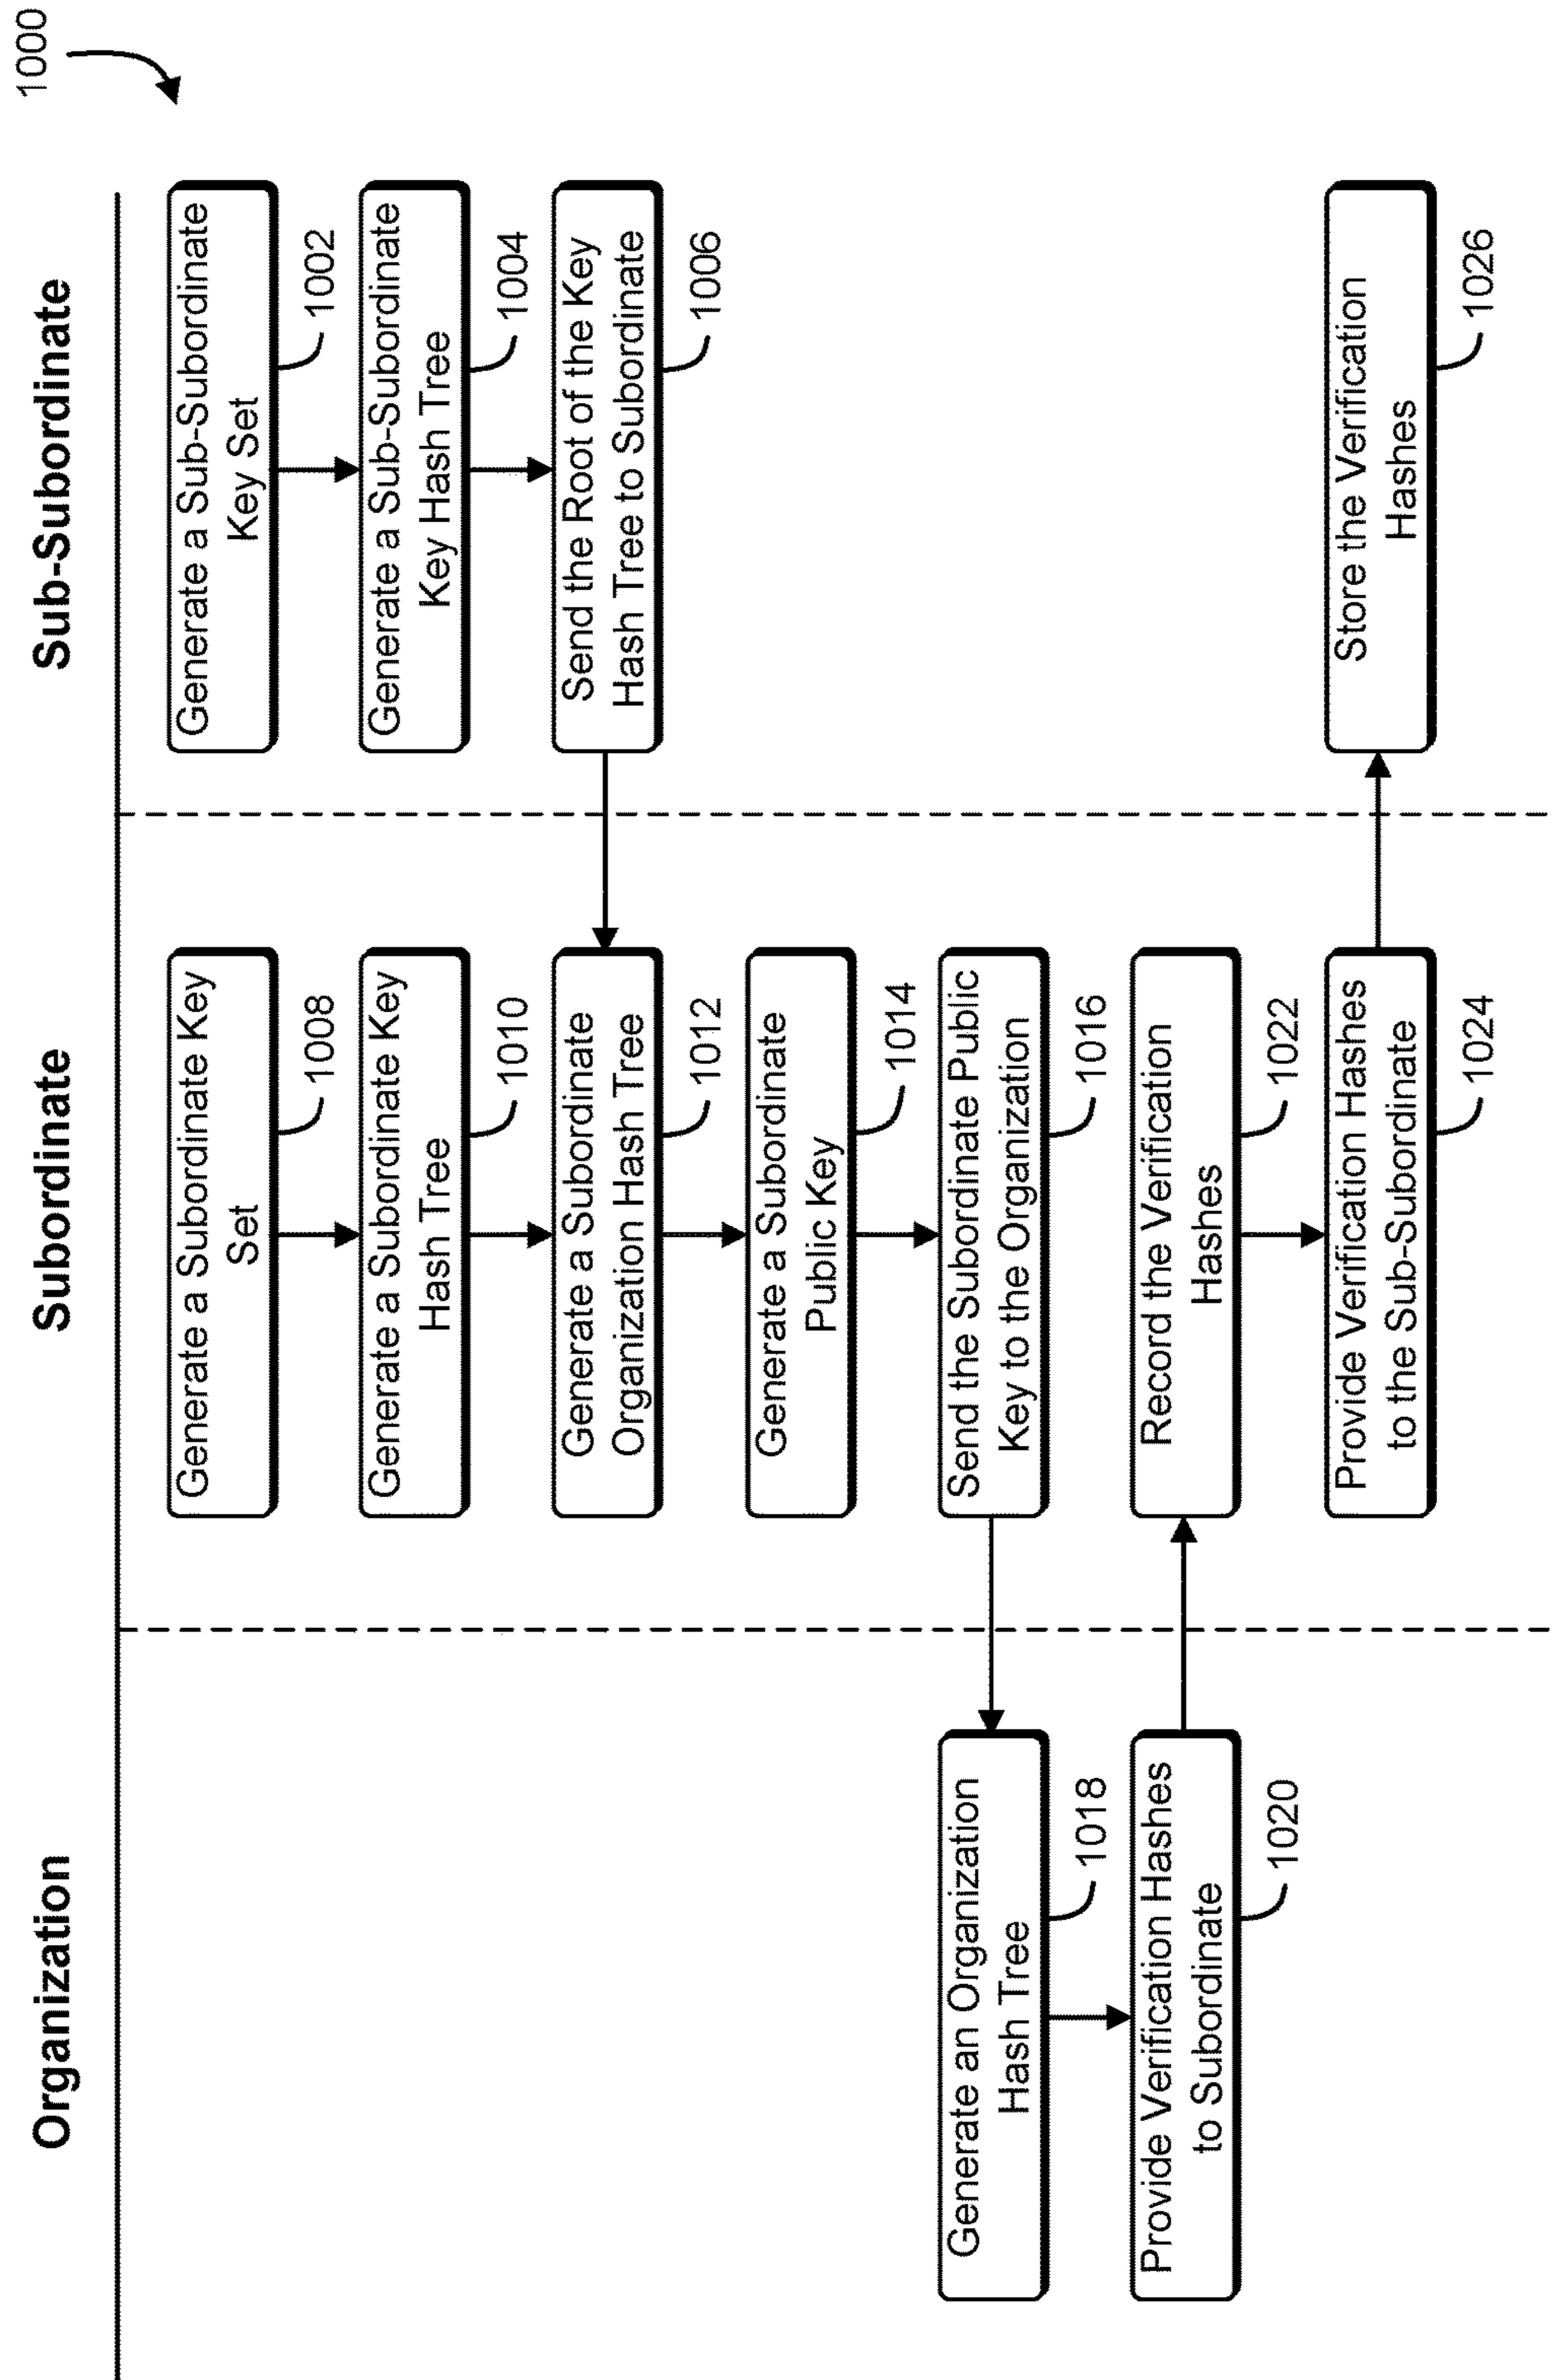 1000
Organization
Subordinate
Sub-Subordinate
Generate a Sub-Subordinate
Key Set
1002
Generate a Sub-Subordinate
Key Hash Tree
1004
Send the Root of the Key
Hash Tree to Subordinate
1006
Generate a Subordinate Key
Set
1008
Generate a Subordinate Key
Hash Tree
1010
Generate a Subordinate
Organization Hash Tree
1012
Generate a Subordinate
Public Key
1014
Send the Subordinate Public
Key to the Organization
1016
Generate an Organization
Hash Tree
1018
Provide Verification Hashes
to Subordinate
1020
Record the Verification
Hashes
1022
Provide Verification Hashes
to the Sub-Subordinate
1024
Store the Verification
Hashes
1026